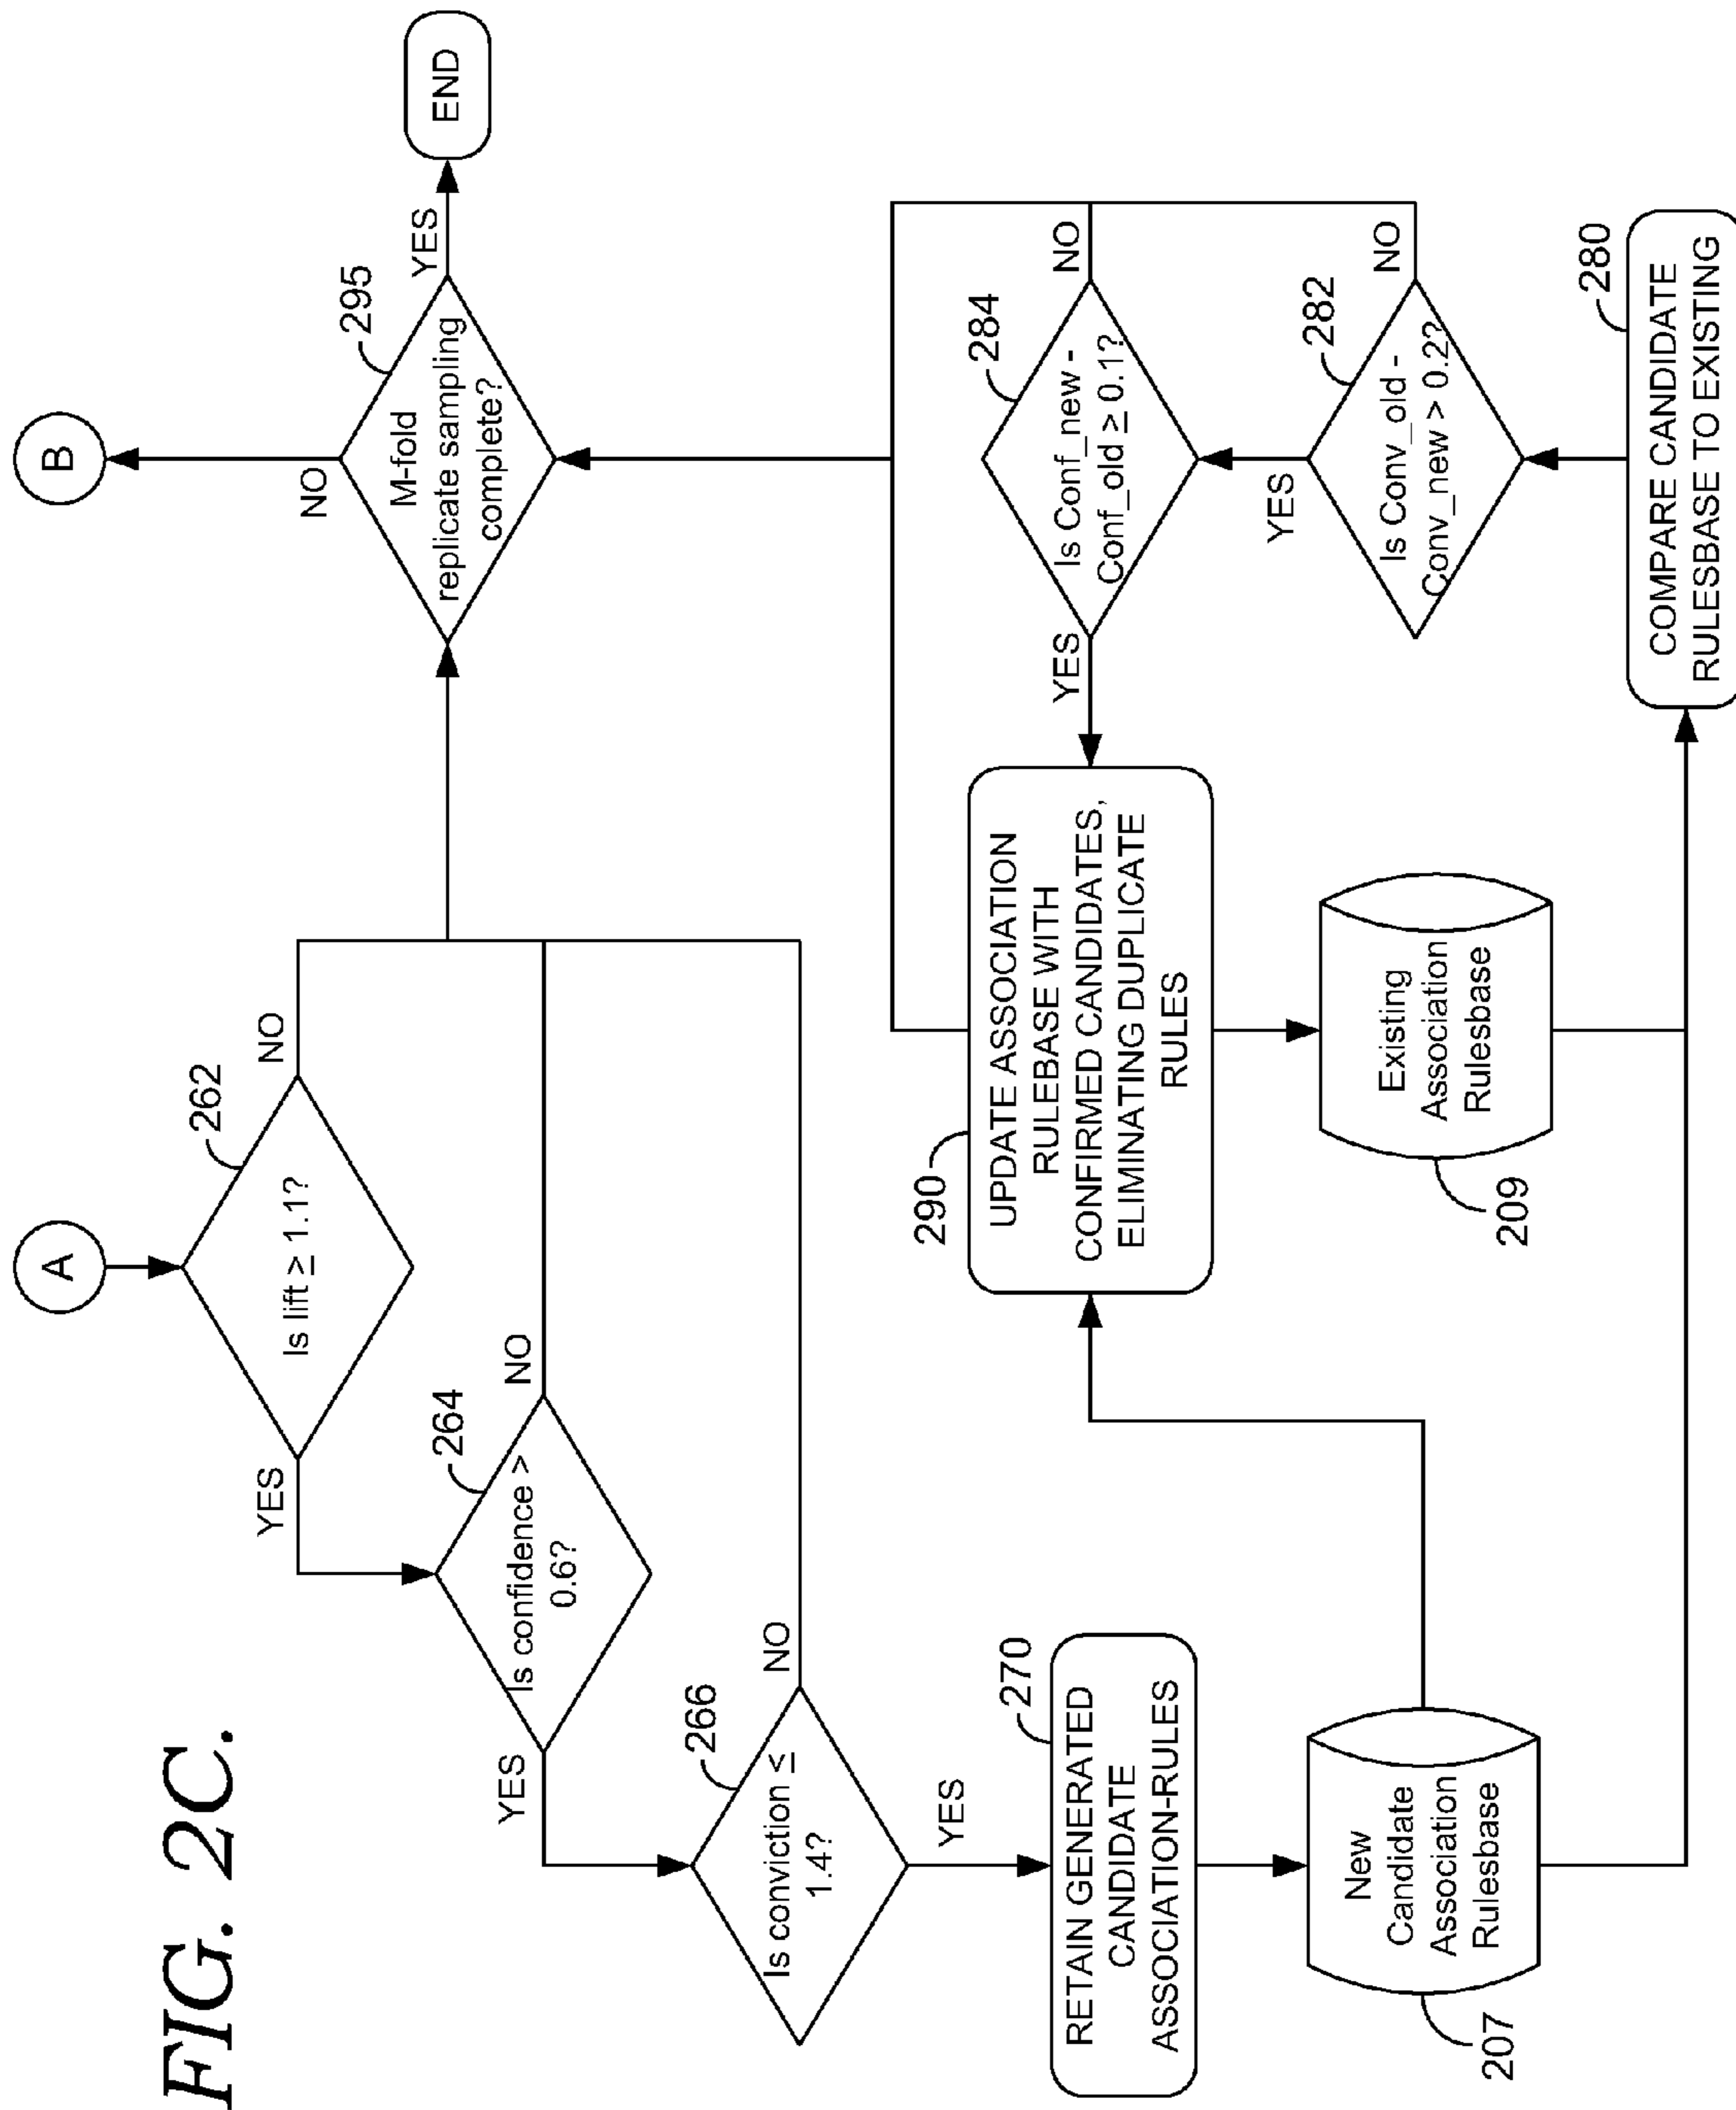 FIG. 2C.
A
262
Is lift ≥ 1.1?
YES
NO
264
Is confidence >
0.6?
YES
NO
266
Is conviction ≤
1.4?
YES
NO
270
RETAIN GENERATED
CANDIDATE
ASSOCIATION-RULES
New
Candidate
Association
Rulesbase
207
B
NO
295
M-fold
replicate sampling
complete?
YES
END
290
UPDATE ASSOCIATION
RULEBASE WITH
CONFIRMED CANDIDATES,
ELIMINATING DUPLICATE
RULES
Existing
Association
Rulesbase
209
284
Is Conf_new -
Conf_old ≥ 0.1?
YES
NO
282
Is Conv_old -
Conv_new > 0.2?
YES
NO
280
COMPARE CANDIDATE
RULESBASE TO EXISTING